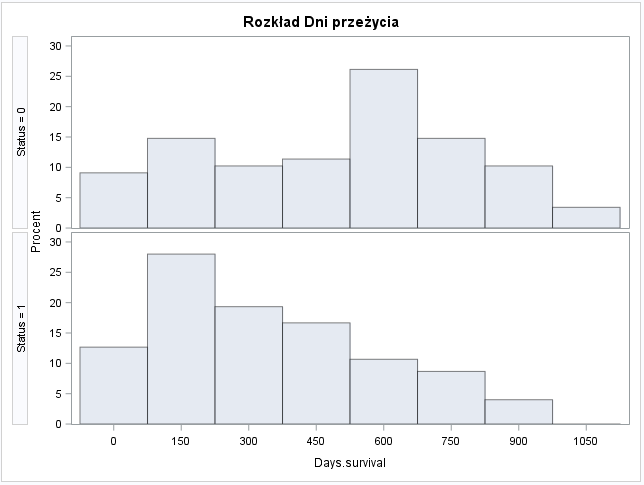 Rozkład Dni przeżycia
Status = 0
30
25
20
15
10
5
0
Procent
Status = 1
30
25
20
15
10
5
0
0 150 300 450 600 750 900 1050
Days.survival